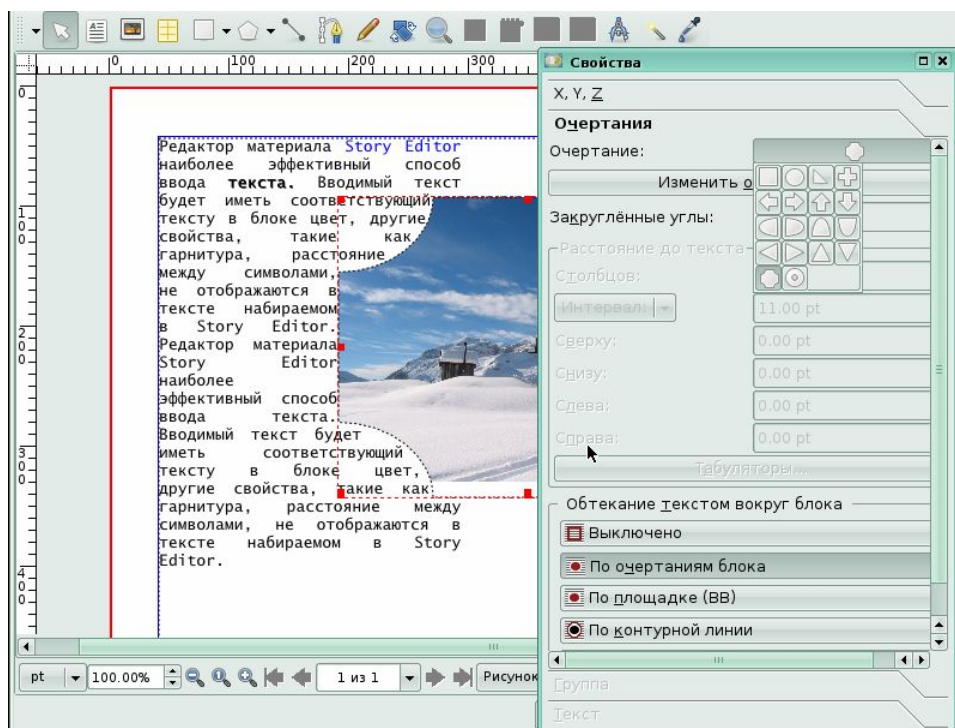 0 100 200 300
Свойства
X, Y, Z
Очертания
Очертание:
Изменить о
Закруглённые углы:
Расстояние до текста
Столбцов:
Интервал: 11.00 pt
Сверху: 0.00 pt
Снизу: 0.00 pt
Слева: 0.00 pt
Справа: 0.00 pt
Табуляторы...
Обтекание текстом вокруг блока
Выключено
По очертаниям блока
По площадке (BB)
По контурной линии
Группа
Текст
0
100
200
300
400
Редактор материала Story Editor
наиболее эффективный способ
ввода текста. Вводимый текст
будет иметь соответствующий
тексту в блоке цвет, другие
свойства, такие как
гарнитура, расстояние
между символами,
не отображаются в
тексте набираемом
в Story Editor.
Редактор материала
Story Editor
наиболее
эффективный способ
ввода текста.
Вводимый текст будет
иметь соответствующий
тексту в блоке цвет,
другие свойства, такие как
гарнитура, расстояние между
символами, не отображаются в
тексте набираемом в Story
Editor.
pt 100.00% 1 из 1 Рисунок